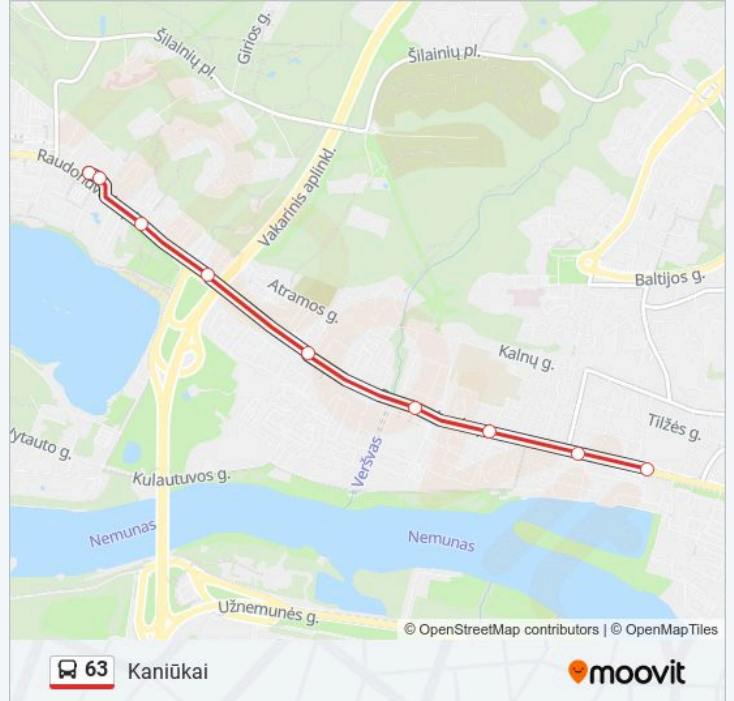 Girios g.
Šilainių pl.
Šilainių pl.
Raudondv
Vakarinis aplinkl.
Baltijos g.
Atramos g.
Kalnų g.
Tilžės g.
Vytauto g.
Kulautuvos g.
Veršvas
Nemunas
Nemunas
Užnemunės g.
© OpenStreetMap contributors | © OpenMapTiles
63 Kaniūkai
moovit